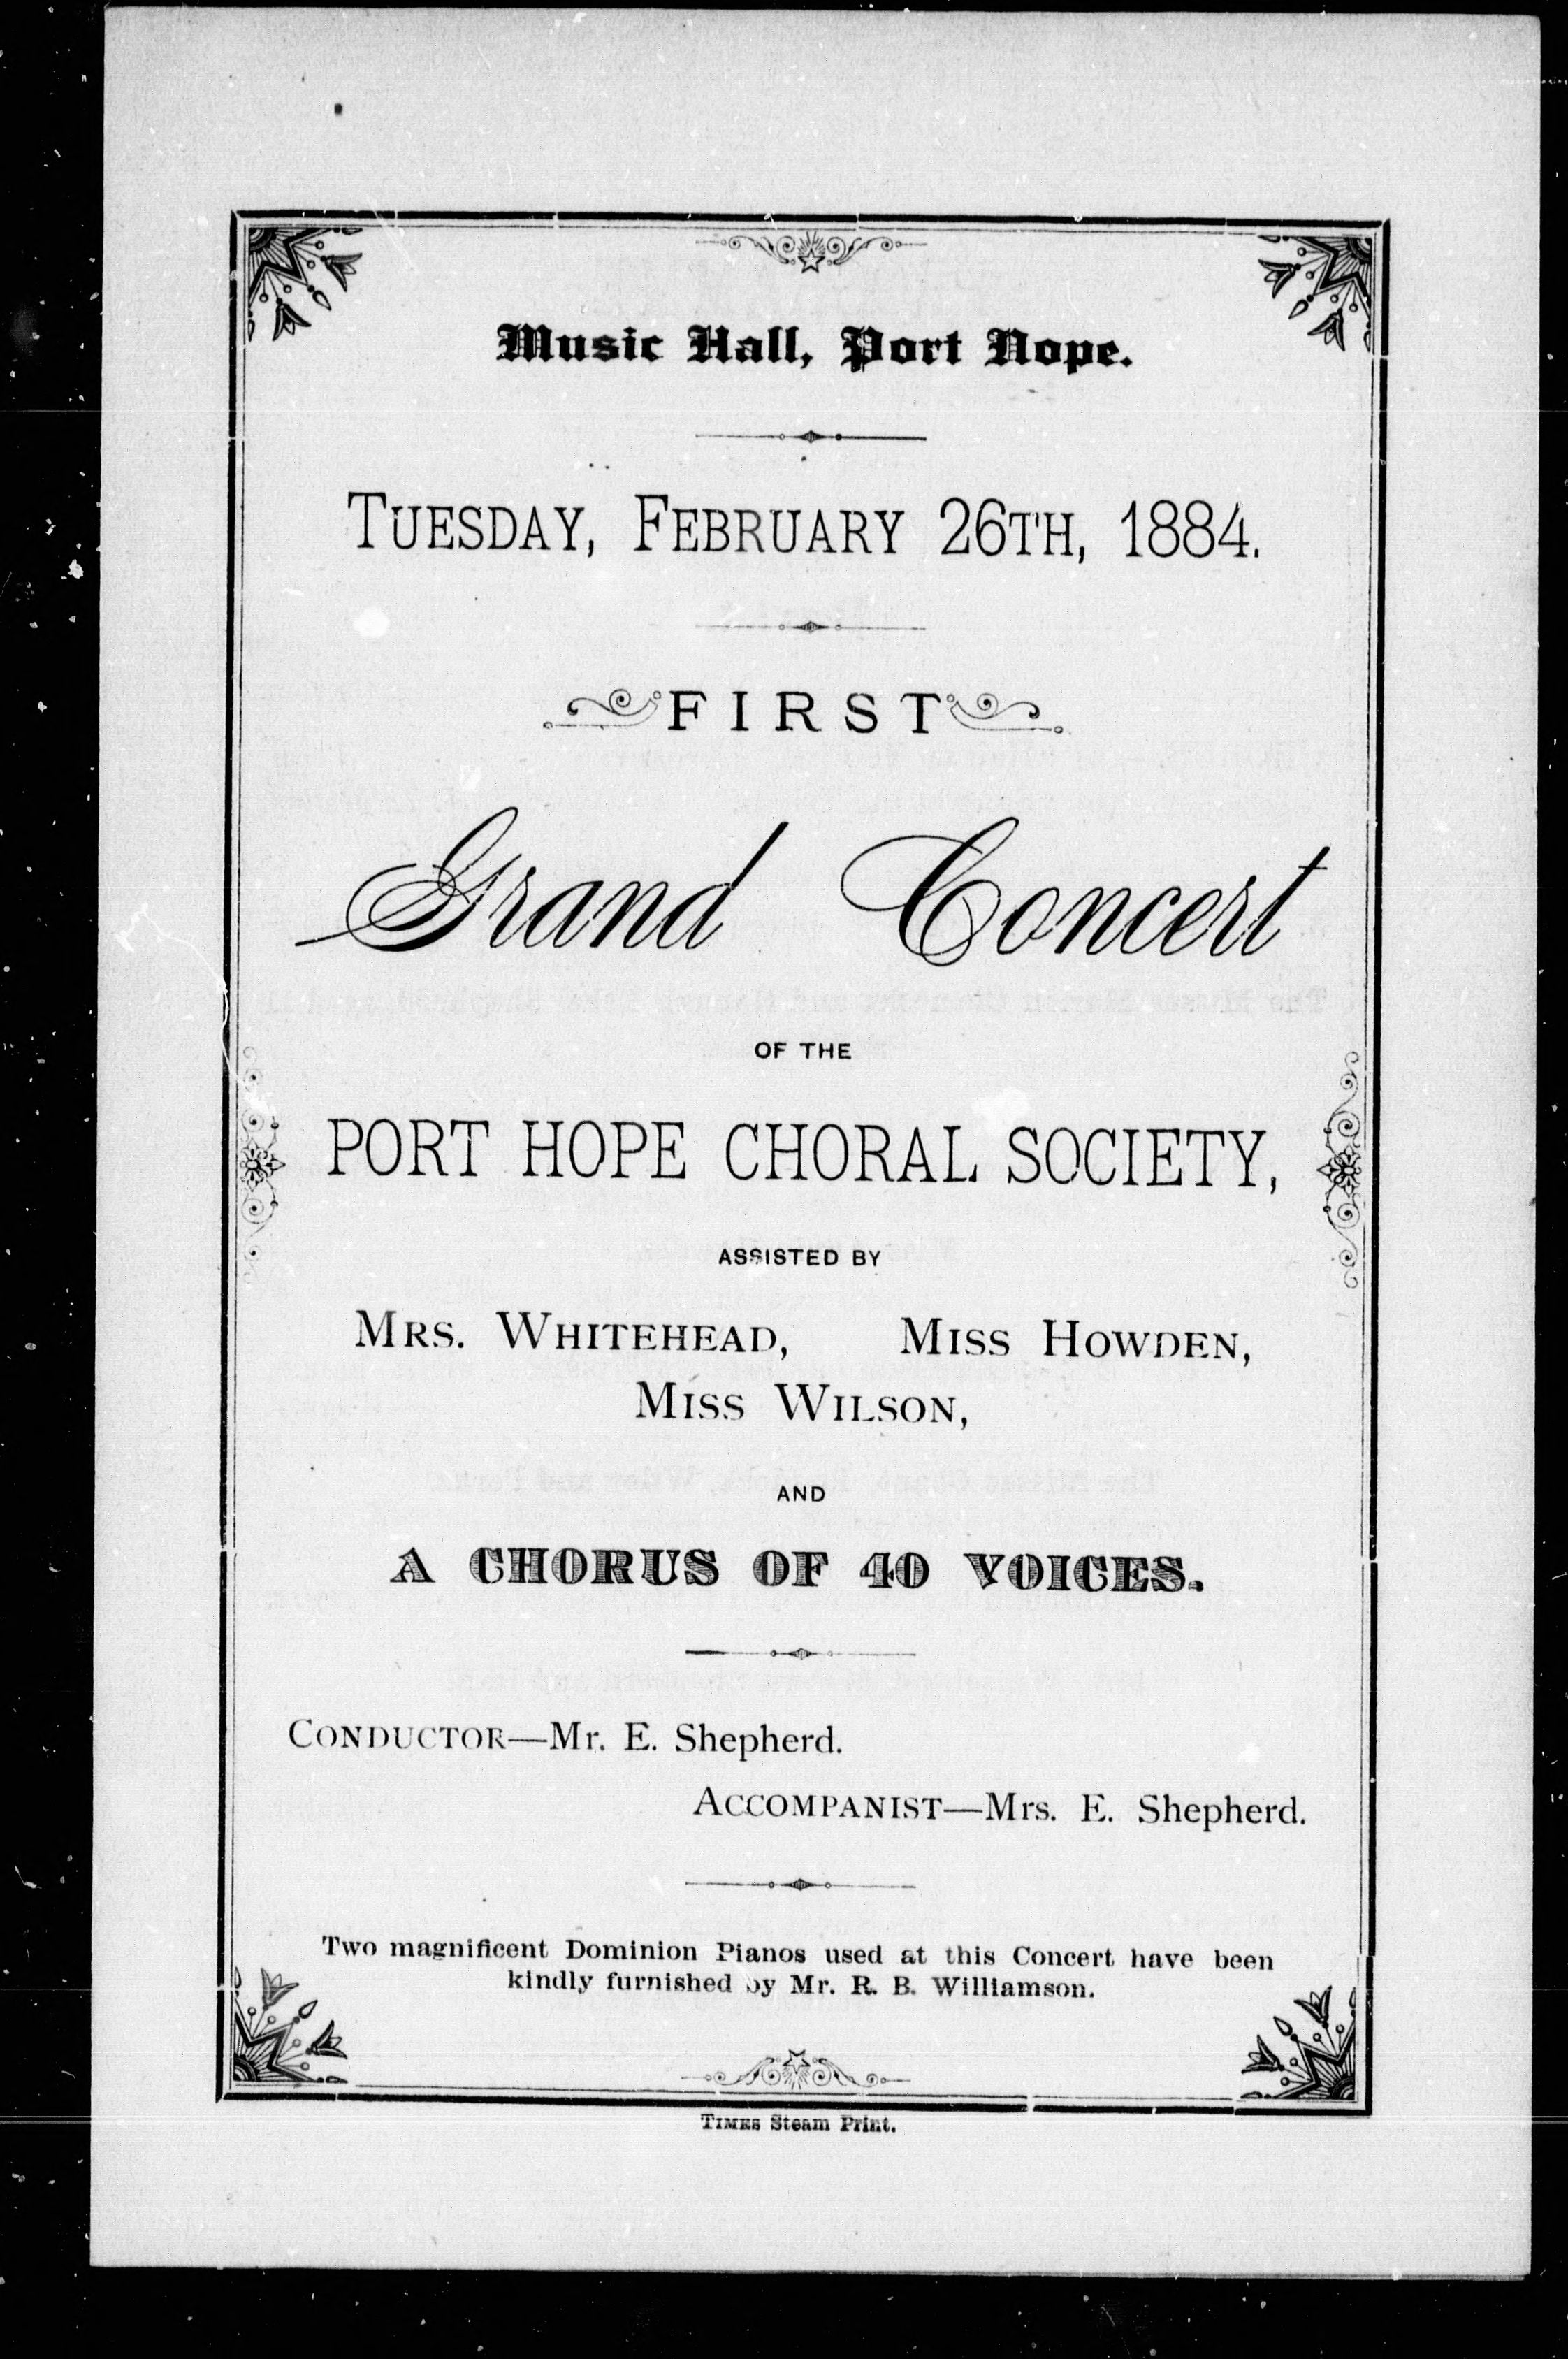 Music Hall, Port Hope.
TUESDAY, FEBRUARY 26TH, 1884.
FIRST
Grand Concert
OF THE
PORT HOPE CHORAL SOCIETY,
ASSISTED BY
MRS. WHITEHEAD, MISS HOWDEN,
MISS WILSON,
AND
A CHORUS OF 40 VOICES.
CONDUCTOR—Mr. E. Shepherd.
ACCOMPANIST—Mrs. E. Shepherd.
Two magnificent Dominion Pianos used at this Concert have been
kindly furnished by Mr. R. B. Williamson.
TIMES Steam Print.